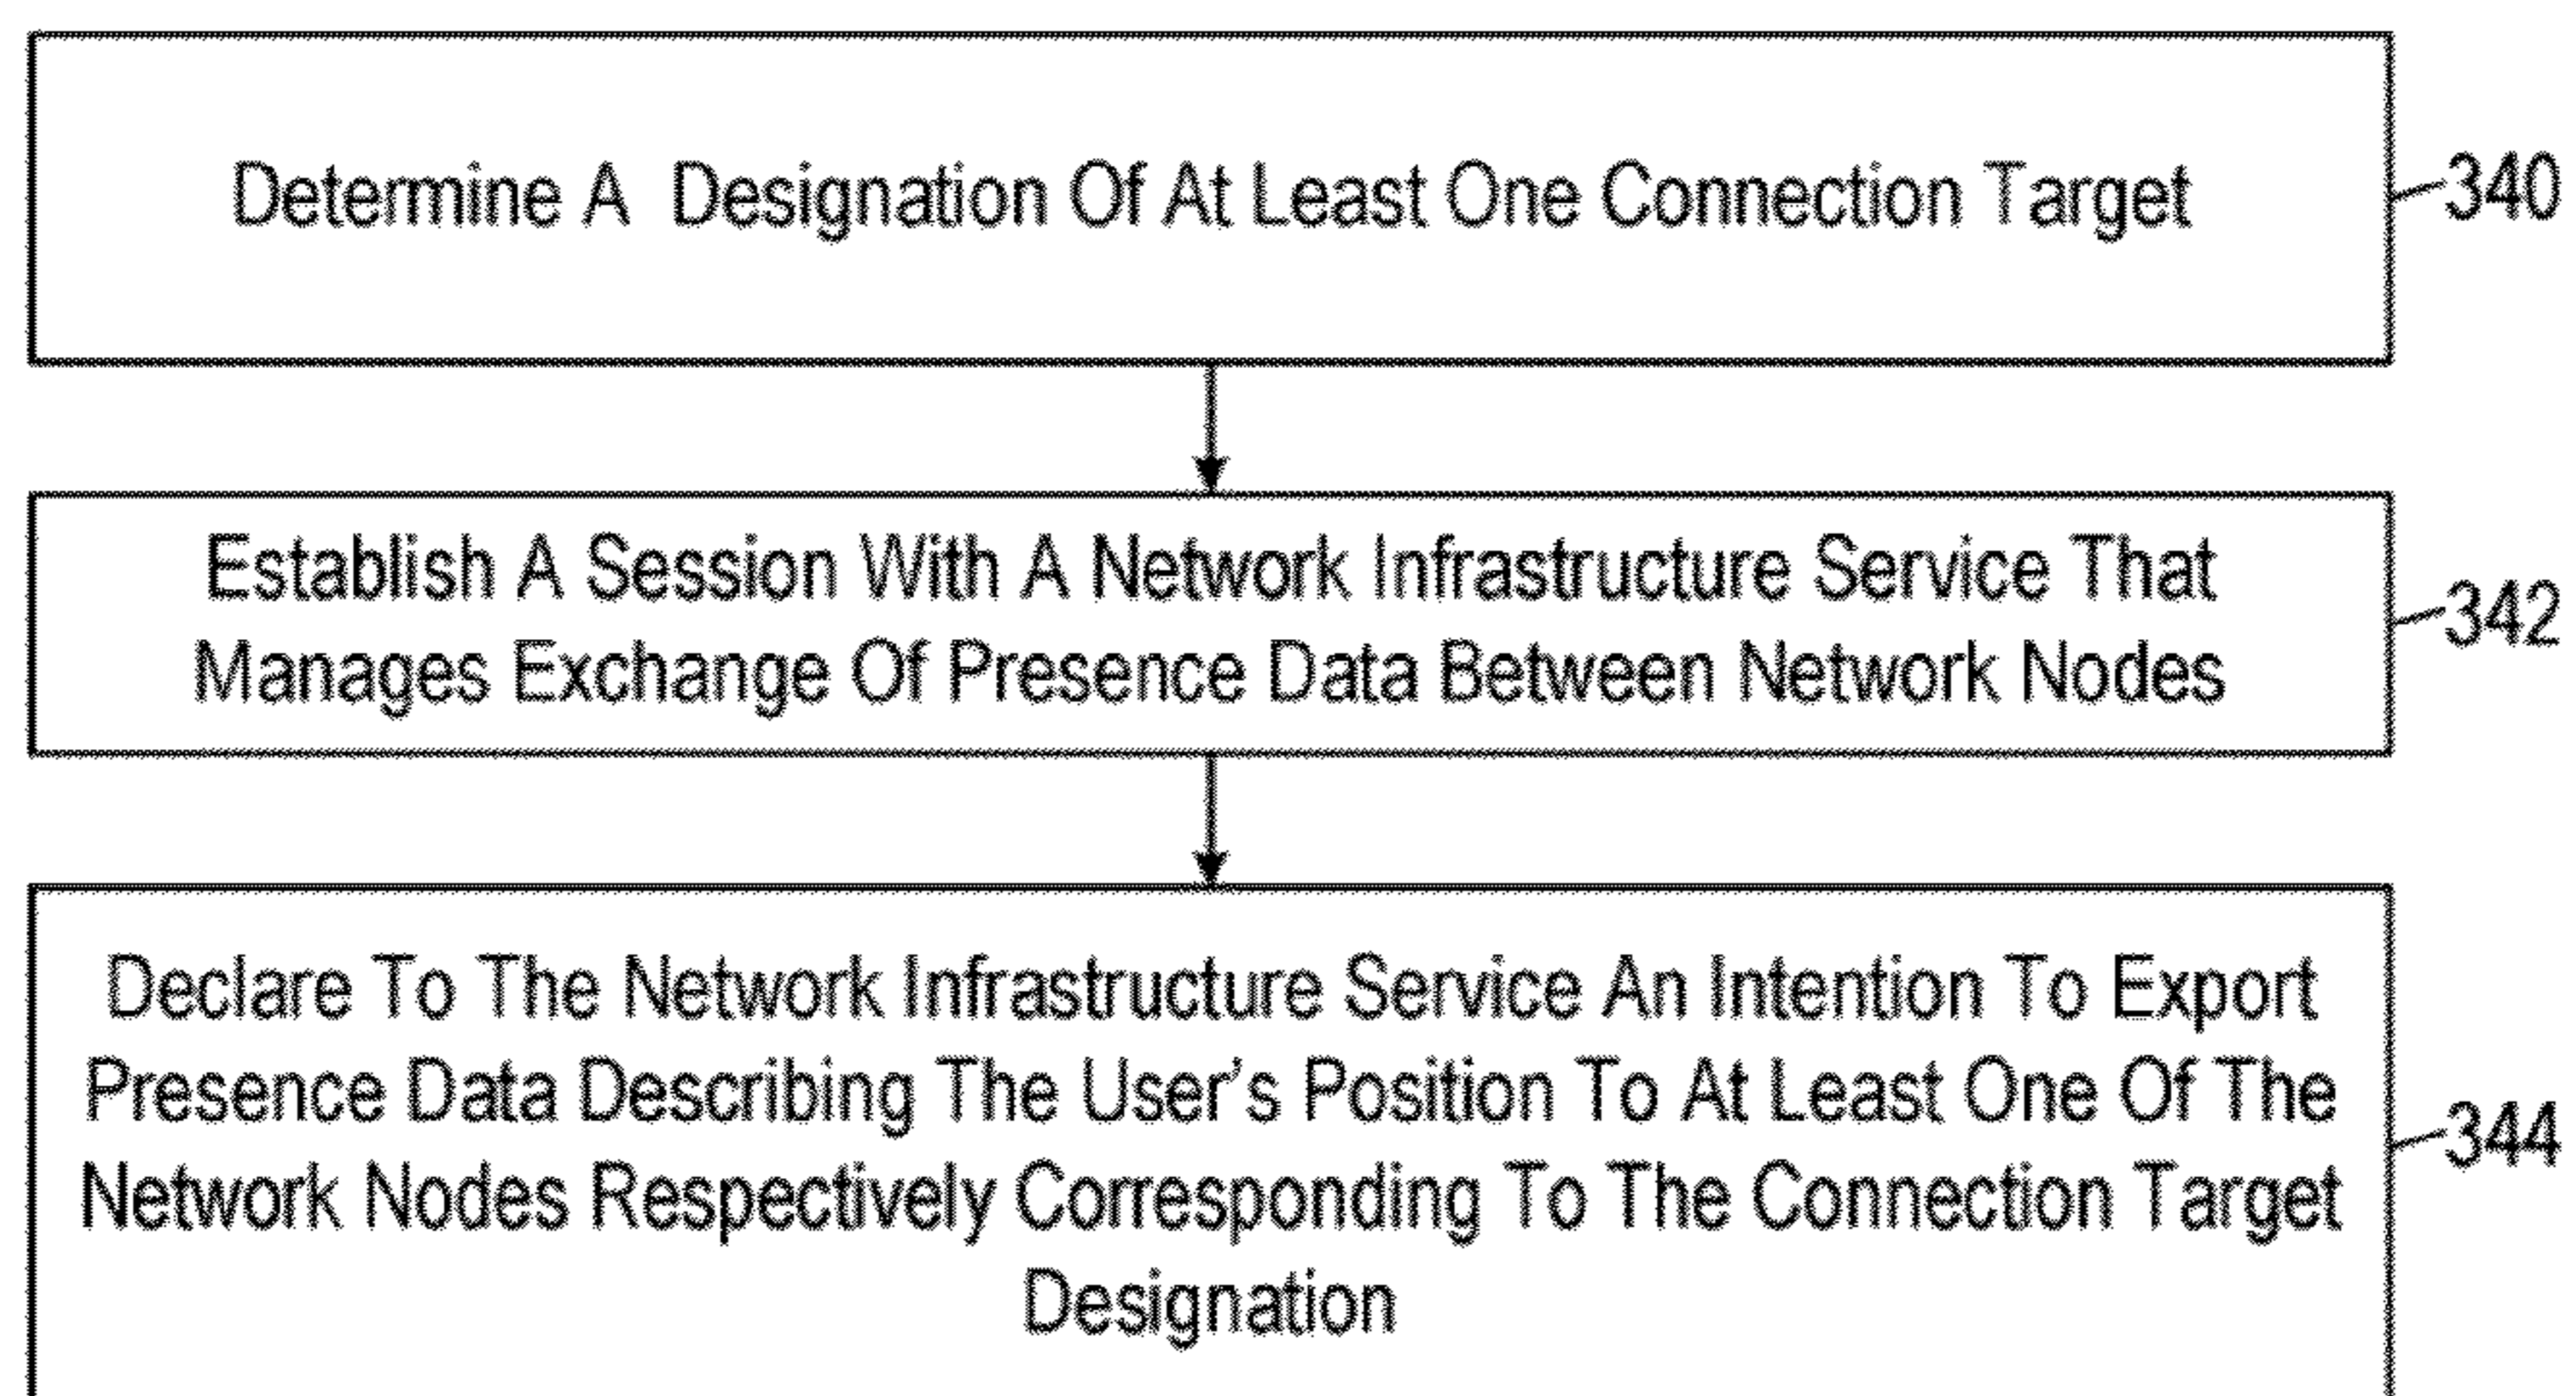 Determine A Designation Of At Least One Connection Target
340
Establish A Session With A Network Infrastructure Service That
Manages Exchange Of Presence Data Between Network Nodes
342
Declare To The Network Infrastructure Service An Intention To Export
Presence Data Describing The User's Position To At Least One Of The
Network Nodes Respectively Corresponding To The Connection Target
Designation
344